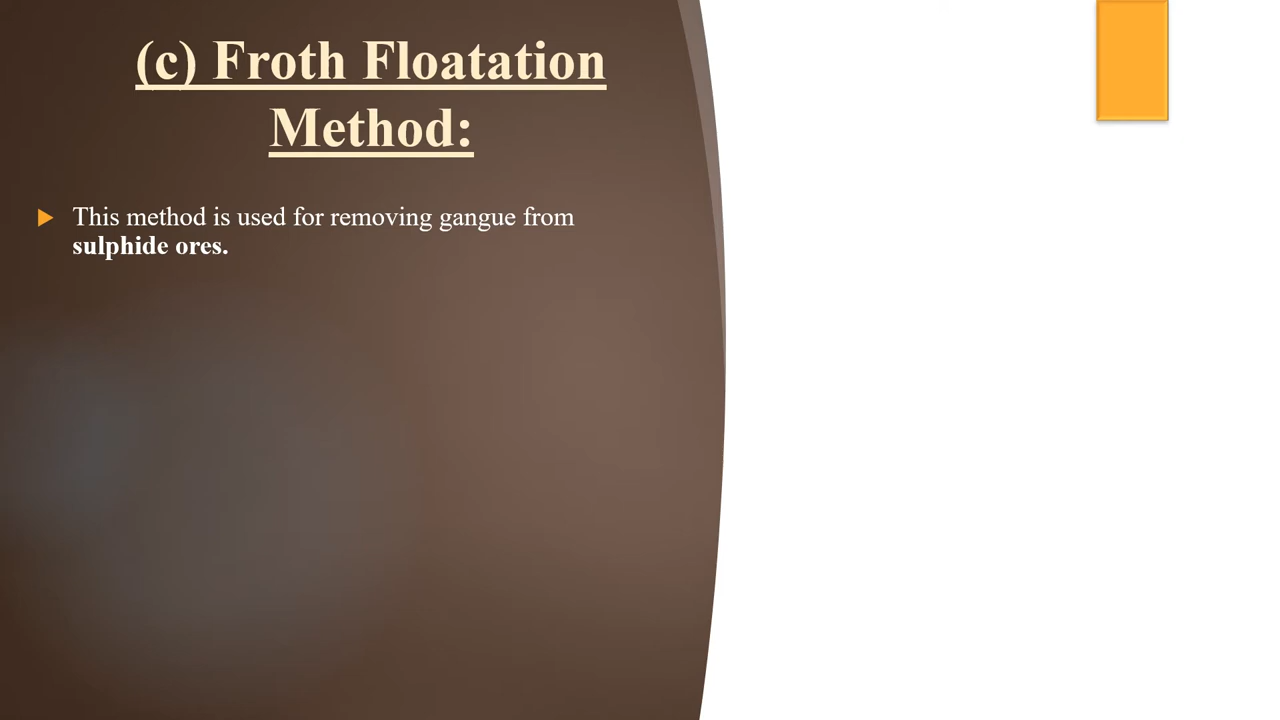 (c) Froth Floatation
Method:
This method is used for removing gangue from
sulphide ores.